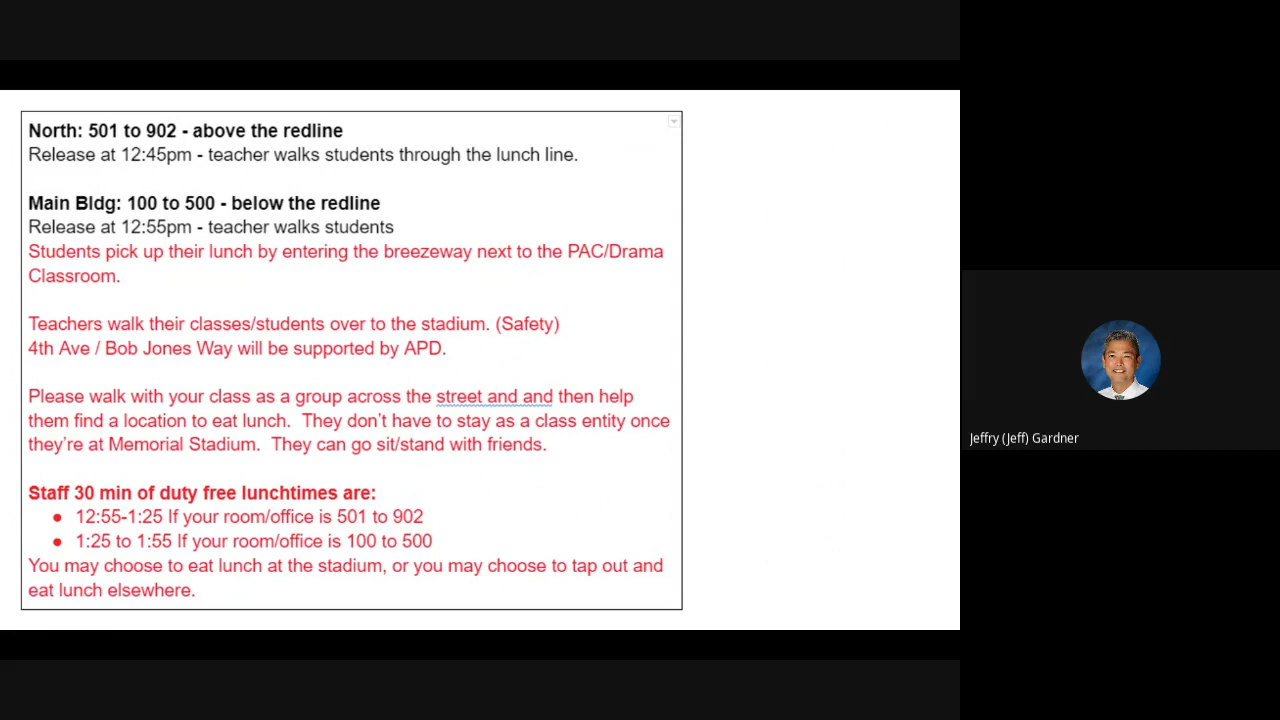 North: 501 to 902 - above the redline
Release at 12:45pm - teacher walks students through the lunch line.
Main Bldg: 100 to 500 - below the redline
Release at 12:55pm - teacher walks students
Students pick up their lunch by entering the breezeway next to the PAC/Drama
Classroom.
Teachers walk their classes/students over to the stadium. (Safety)
4th Ave / Bob Jones Way will be supported by APD.
Please walk with your class as a group across the street and and then help
them find a location to eat lunch.  They don't have to stay as a class entity once
they're at Memorial Stadium.  They can go sit/stand with friends.
Staff 30 min of duty free lunchtimes are:
● 12:55-1:25 If your room/office is 501 to 902
● 1:25 to 1:55 If your room/office is 100 to 500
You may choose to eat lunch at the stadium, or you may choose to tap out and
eat lunch elsewhere.
Jeffry (Jeff) Gardner